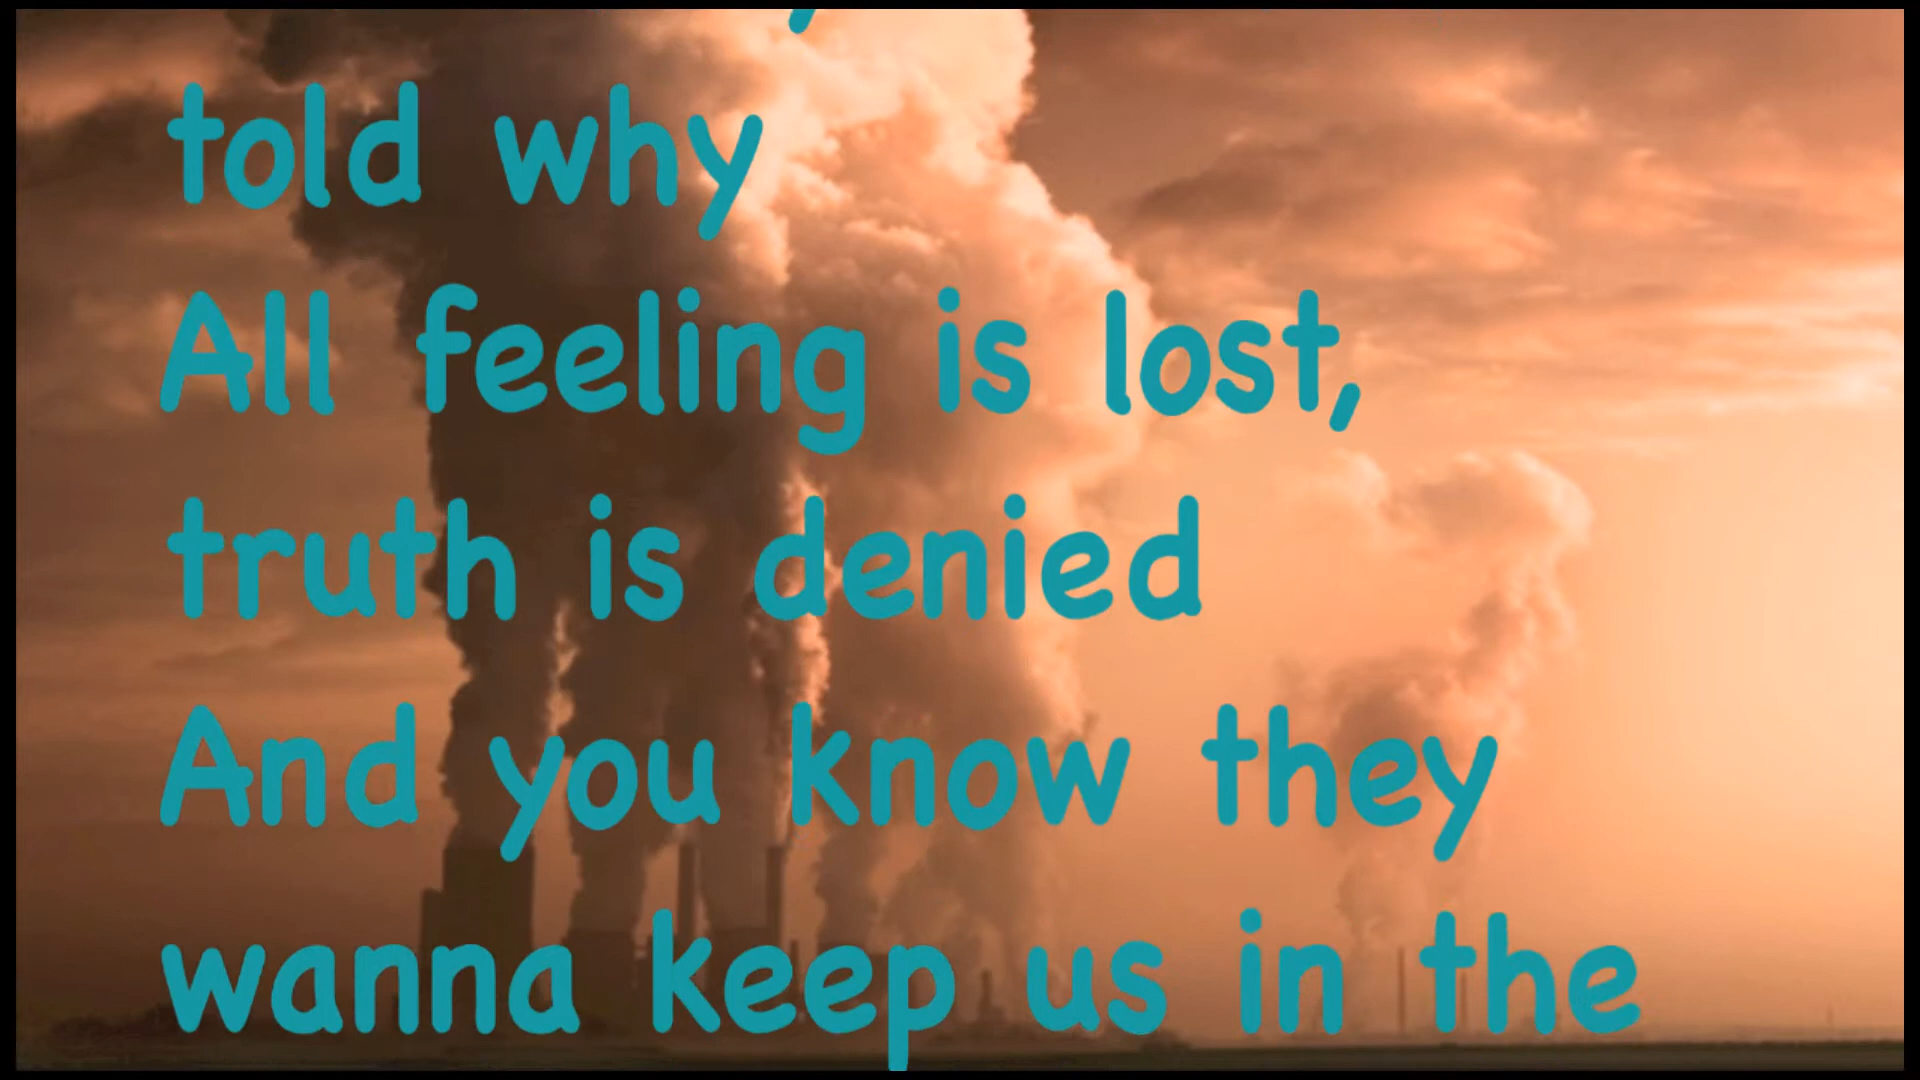 told why
All feeling is lost,
truth is denied
And you know they
wanna keep us in the